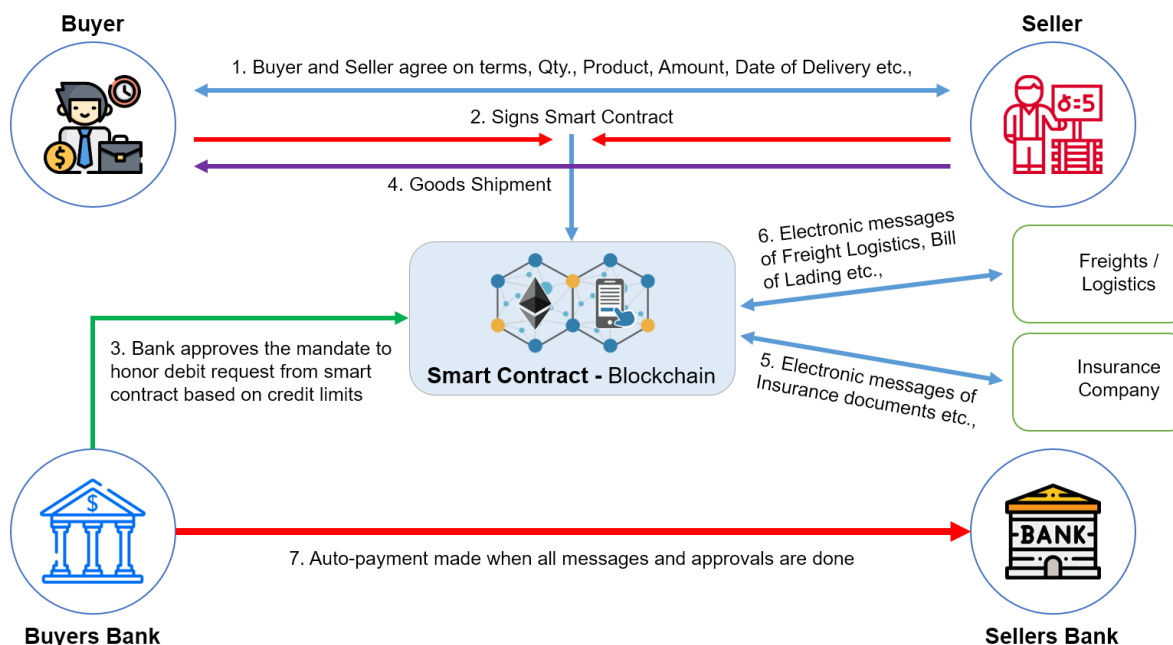 Buyer
Seller
1. Buyer and Seller agree on terms, Qty., Product, Amount, Date of Delivery etc.,
2. Signs Smart Contract
4. Goods Shipment
$
$
ð=5
6. Electronic messages
of Freight Logistics, Bill
of Lading etc.,
Freights /
Logistics
3. Bank approves the mandate to
honor debit request from smart
contract based on credit limits
Smart Contract - Blockchain
5. Electronic messages of
Insurance documents etc.,
Insurance
Company
BANK
7. Auto-payment made when all messages and approvals are done
Buyers Bank
Sellers Bank